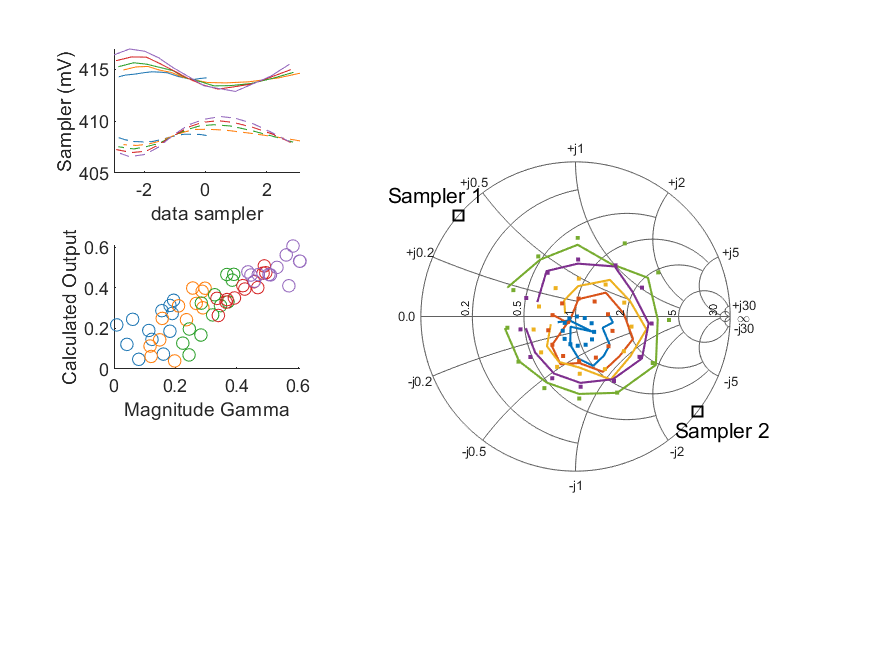 Sampler (mV)
415
410
405
-2
0
2
data sampler
Calculated Output
0.6
0.4
0.2
0
0
0.2
0.4
0.6
Magnitude Gamma
+j1
+j0.5
+j2
Sampler 1
+j0.2
+j5
0.0
0.2
0.5
1
2
5
30
+j30
∞
-j30
-j0.2
-j5
Sampler 2
-j0.5
-j2
-j1